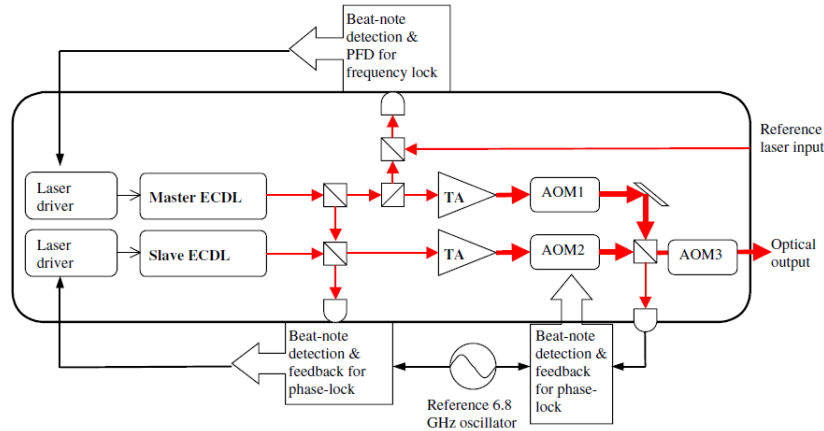 Beat-note
detection &
PFD for
frequency lock
Reference
laser input
Laser
driver
Master ECDL
TA
AOM1
Laser
driver
Slave ECDL
TA
AOM2
AOM3
Optical
output
Beat-note
detection &
feedback for
phase-lock
Reference 6.8
GHz oscillator
Beat-note
detection &
feedback
for phase-
lock